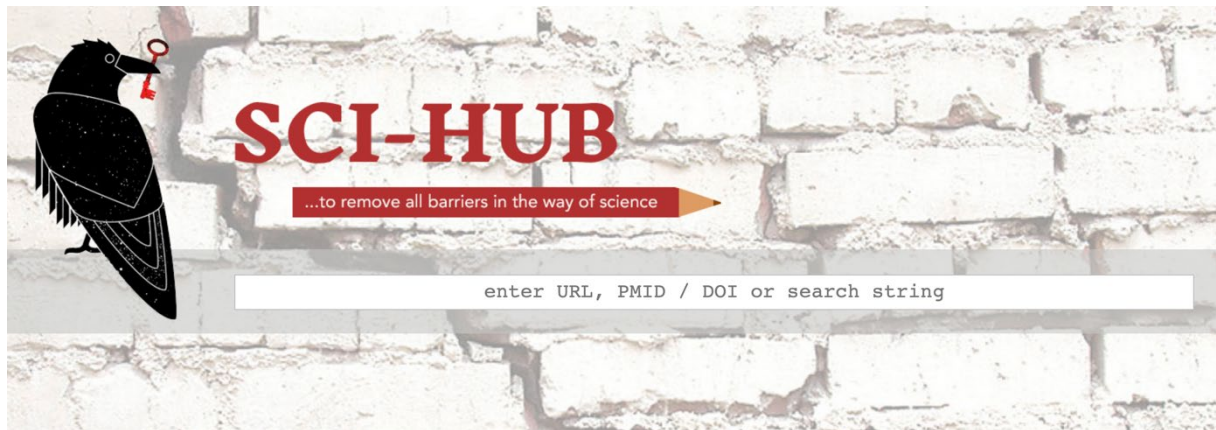 SCI-HUB
...to remove all barriers in the way of science
enter URL, PMID / DOI or search string